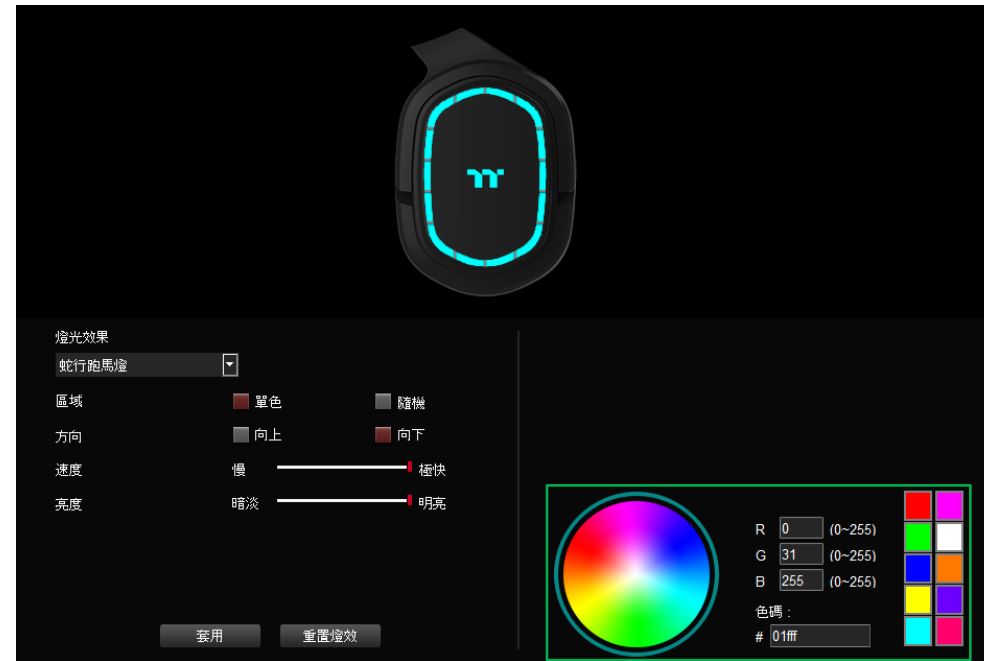 燈光效果
蛇行跑馬燈
區域 單色 隨機
方向 向上 向下
速度 慢 極快
亮度 暗淡 明亮
套用 重置燈效
R 0 (0~255)
G 31 (0~255)
B 255 (0~255)
色碼 :
# 01fff